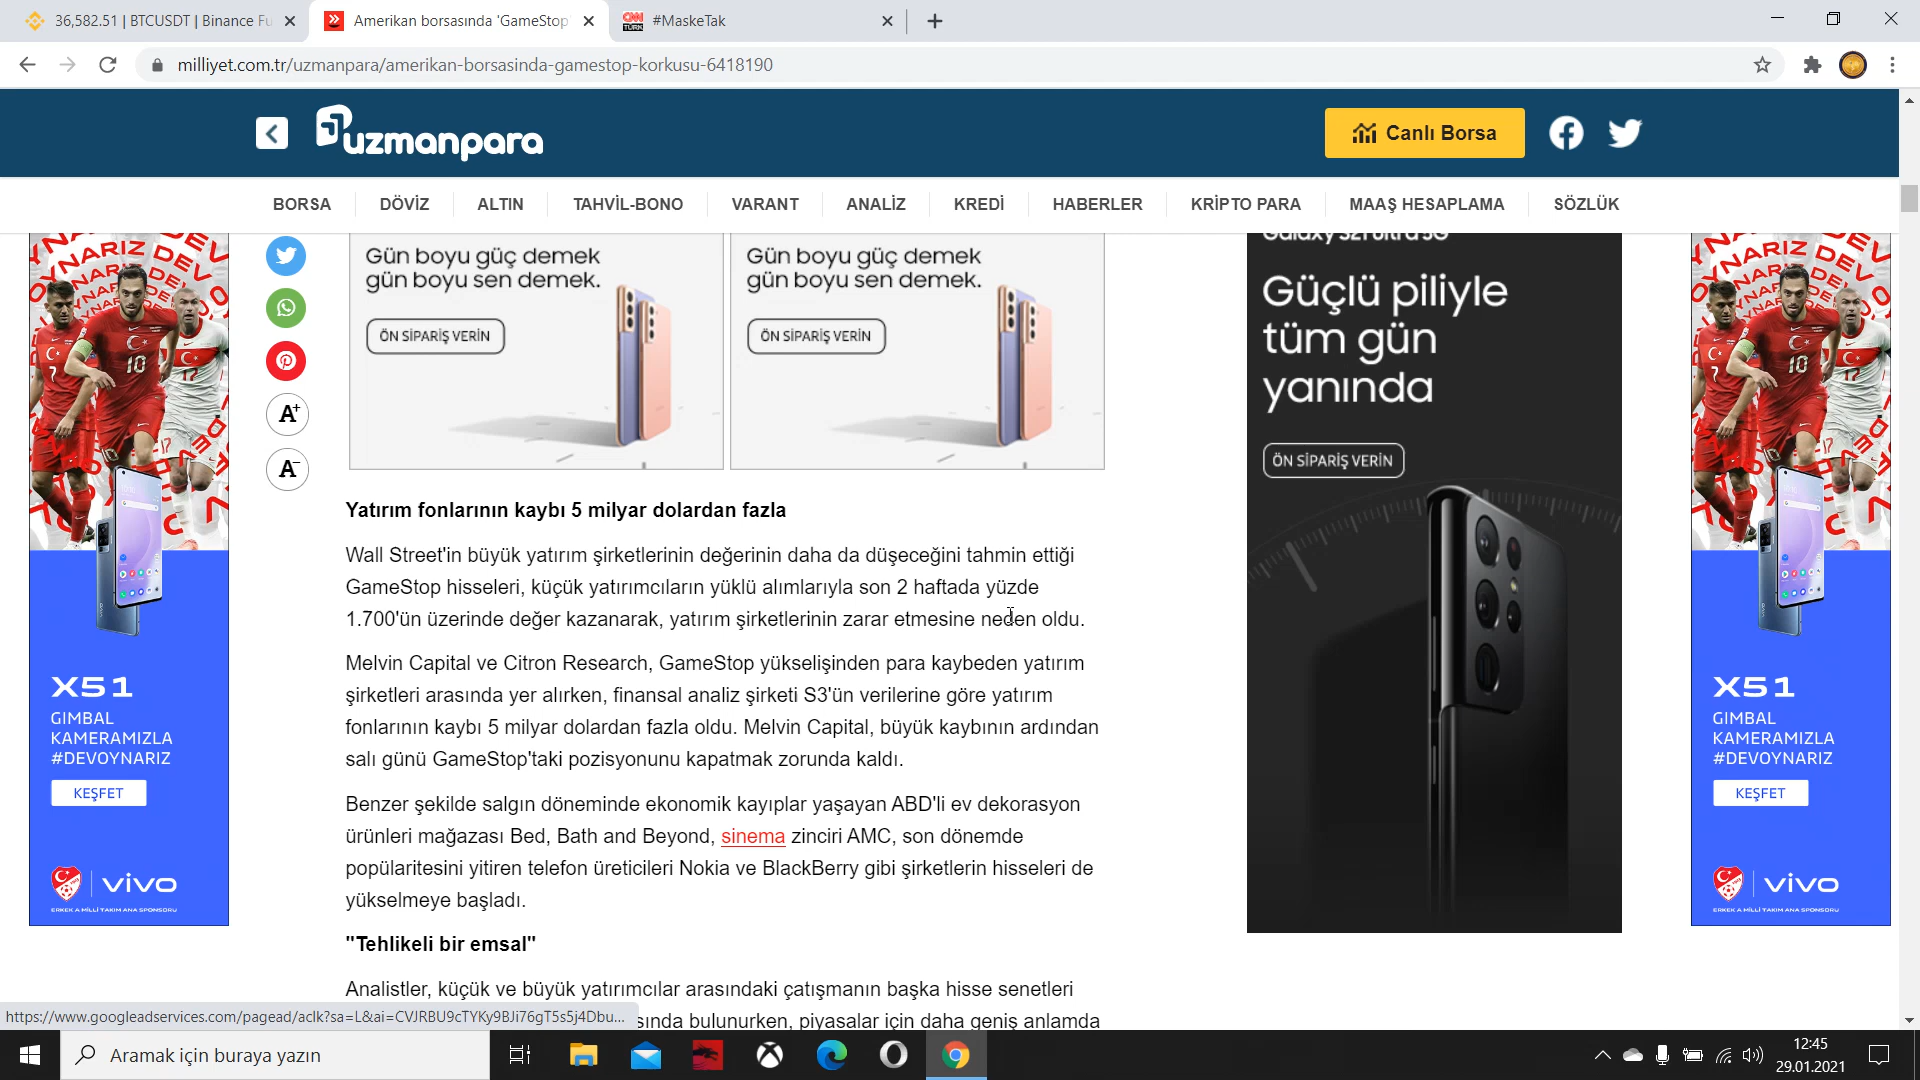 36,582.51 | BTCUSDT | Binance Fu
Amerikan borsasında 'GameStop
CNN TÜRK
#MaskeTak
milliyet.com.tr/uzmanpara/amerikan-borsasinda-gamestop-korkusu-6418190
uzmanpara
Canlı Borsa
BORSA
DÖVİZ
ALTIN
TAHVİL-BONO
VARANT
ANALİZ
KREDİ
HABERLER
KRİPTO PARA
MAAŞ HESAPLAMA
SÖZLÜK
X51
GIMBAL
KAMERAMIZLA
#DEVOYNARIZ
KEŞFET
vivo
ERKEK A MİLLİ TAKIM ANA SPONSORU
A+
A-
Gün boyu güç demek
gün boyu sen demek.
ÖN SİPARİŞ VERİN
Gün boyu güç demek
gün boyu sen demek.
ÖN SİPARİŞ VERİN
Yatırım fonlarının kaybı 5 milyar dolardan fazla
Wall Street'in büyük yatırım şirketlerinin değerinin daha da düşeceğini tahmin ettiği
GameStop hisseleri, küçük yatırımcıların yüklü alımlarıyla son 2 haftada yüzde
1.700'ün üzerinde değer kazanarak, yatırım şirketlerinin zarar etmesine neden oldu.
Melvin Capital ve Citron Research, GameStop yükselişinden para kaybeden yatırım
şirketleri arasında yer alırken, finansal analiz şirketi S3'ün verilerine göre yatırım
fonlarının kaybı 5 milyar dolardan fazla oldu. Melvin Capital, büyük kaybının ardından
salı günü GameStop'taki pozisyonunu kapatmak zorunda kaldı.
Benzer şekilde salgın döneminde ekonomik kayıplar yaşayan ABD'li ev dekorasyon
ürünleri mağazası Bed, Bath and Beyond, sinema zinciri AMC, son dönemde
popülaritesini yitiren telefon üreticileri Nokia ve BlackBerry gibi şirketlerin hisseleri de
yükselmeye başladı.
"Tehlikeli bir emsal"
Analistler, küçük ve büyük yatırımcılar arasındaki çatışmanın başka hisse senetleri
sında bulunurken, piyasalar için daha geniş anlamda
Galaxy S21 Ultra 5G
Güçlü piliyle
tüm gün
yanında
ÖN SİPARİŞ VERİN
X51
GIMBAL
KAMERAMIZLA
#DEVOYNARIZ
KEŞFET
vivo
ERKEK A MİLLİ TAKIM ANA SPONSORU
https://www.googleadservices.com/pagead/aclk?sa=L&ai=CVJRBU9cTYKy9BJi76gT5s5j4Dbu...
Aramak için buraya yazın
12:45
29.01.2021